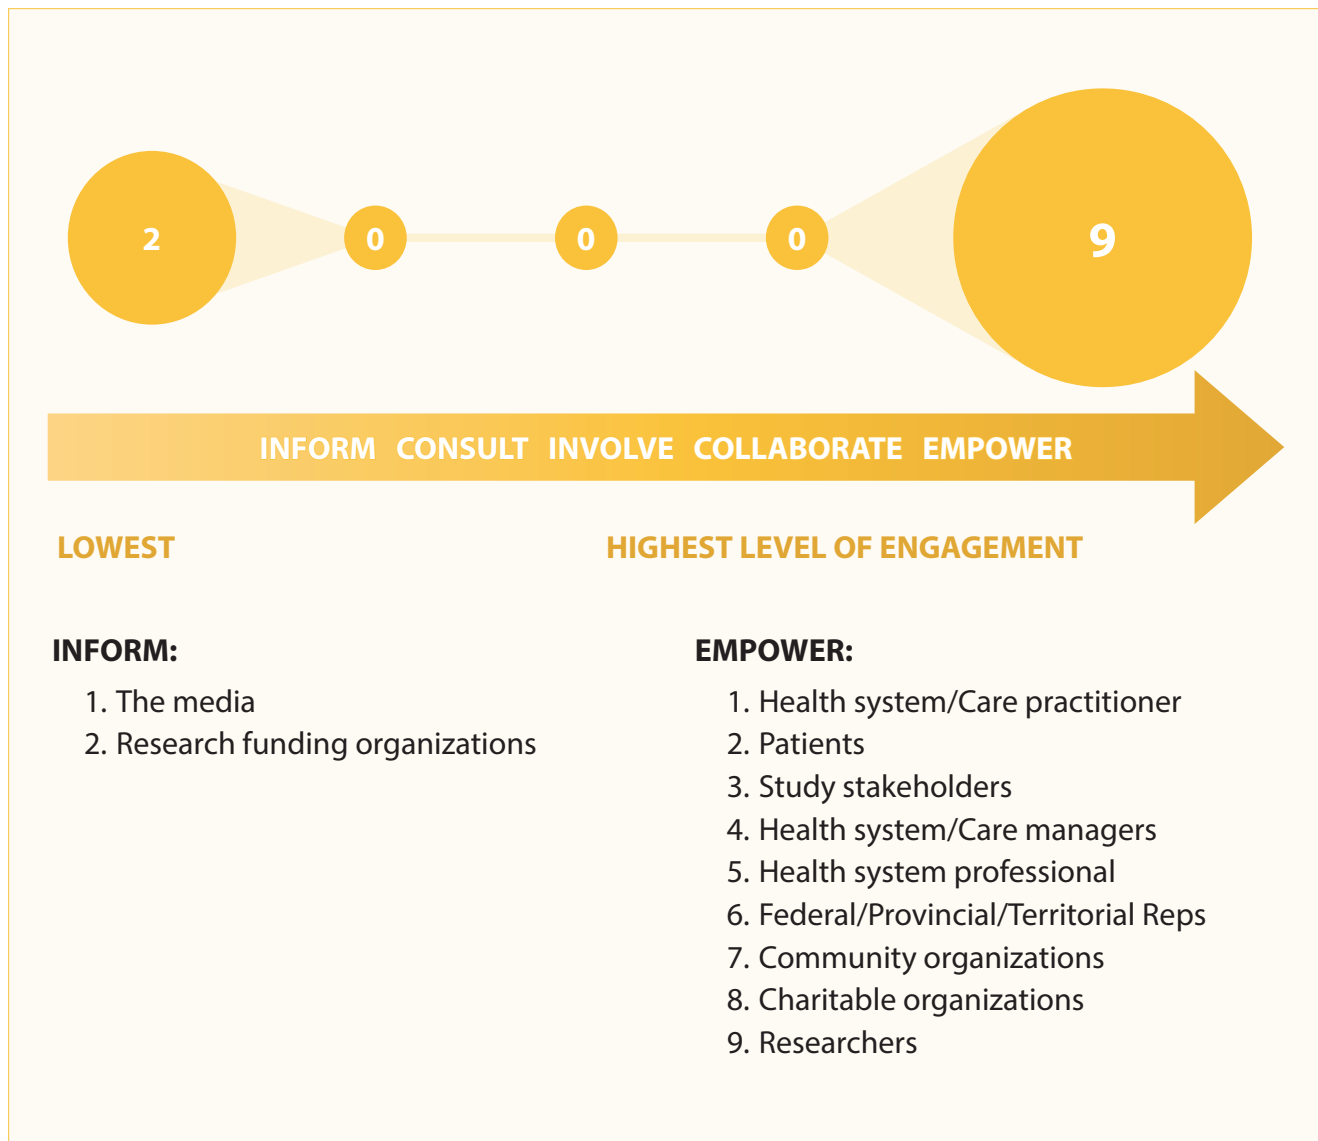 2 0 0 0 9
INFORM CONSULT INVOLVE COLLABORATE EMPOWER
LOWEST HIGHEST LEVEL OF ENGAGEMENT
INFORM:
1. The media
2. Research funding organizations
EMPOWER:
1. Health system/Care practitioner
2. Patients
3. Study stakeholders
4. Health system/Care managers
5. Health system professional
6. Federal/Provincial/Territorial Reps
7. Community organizations
8. Charitable organizations
9. Researchers